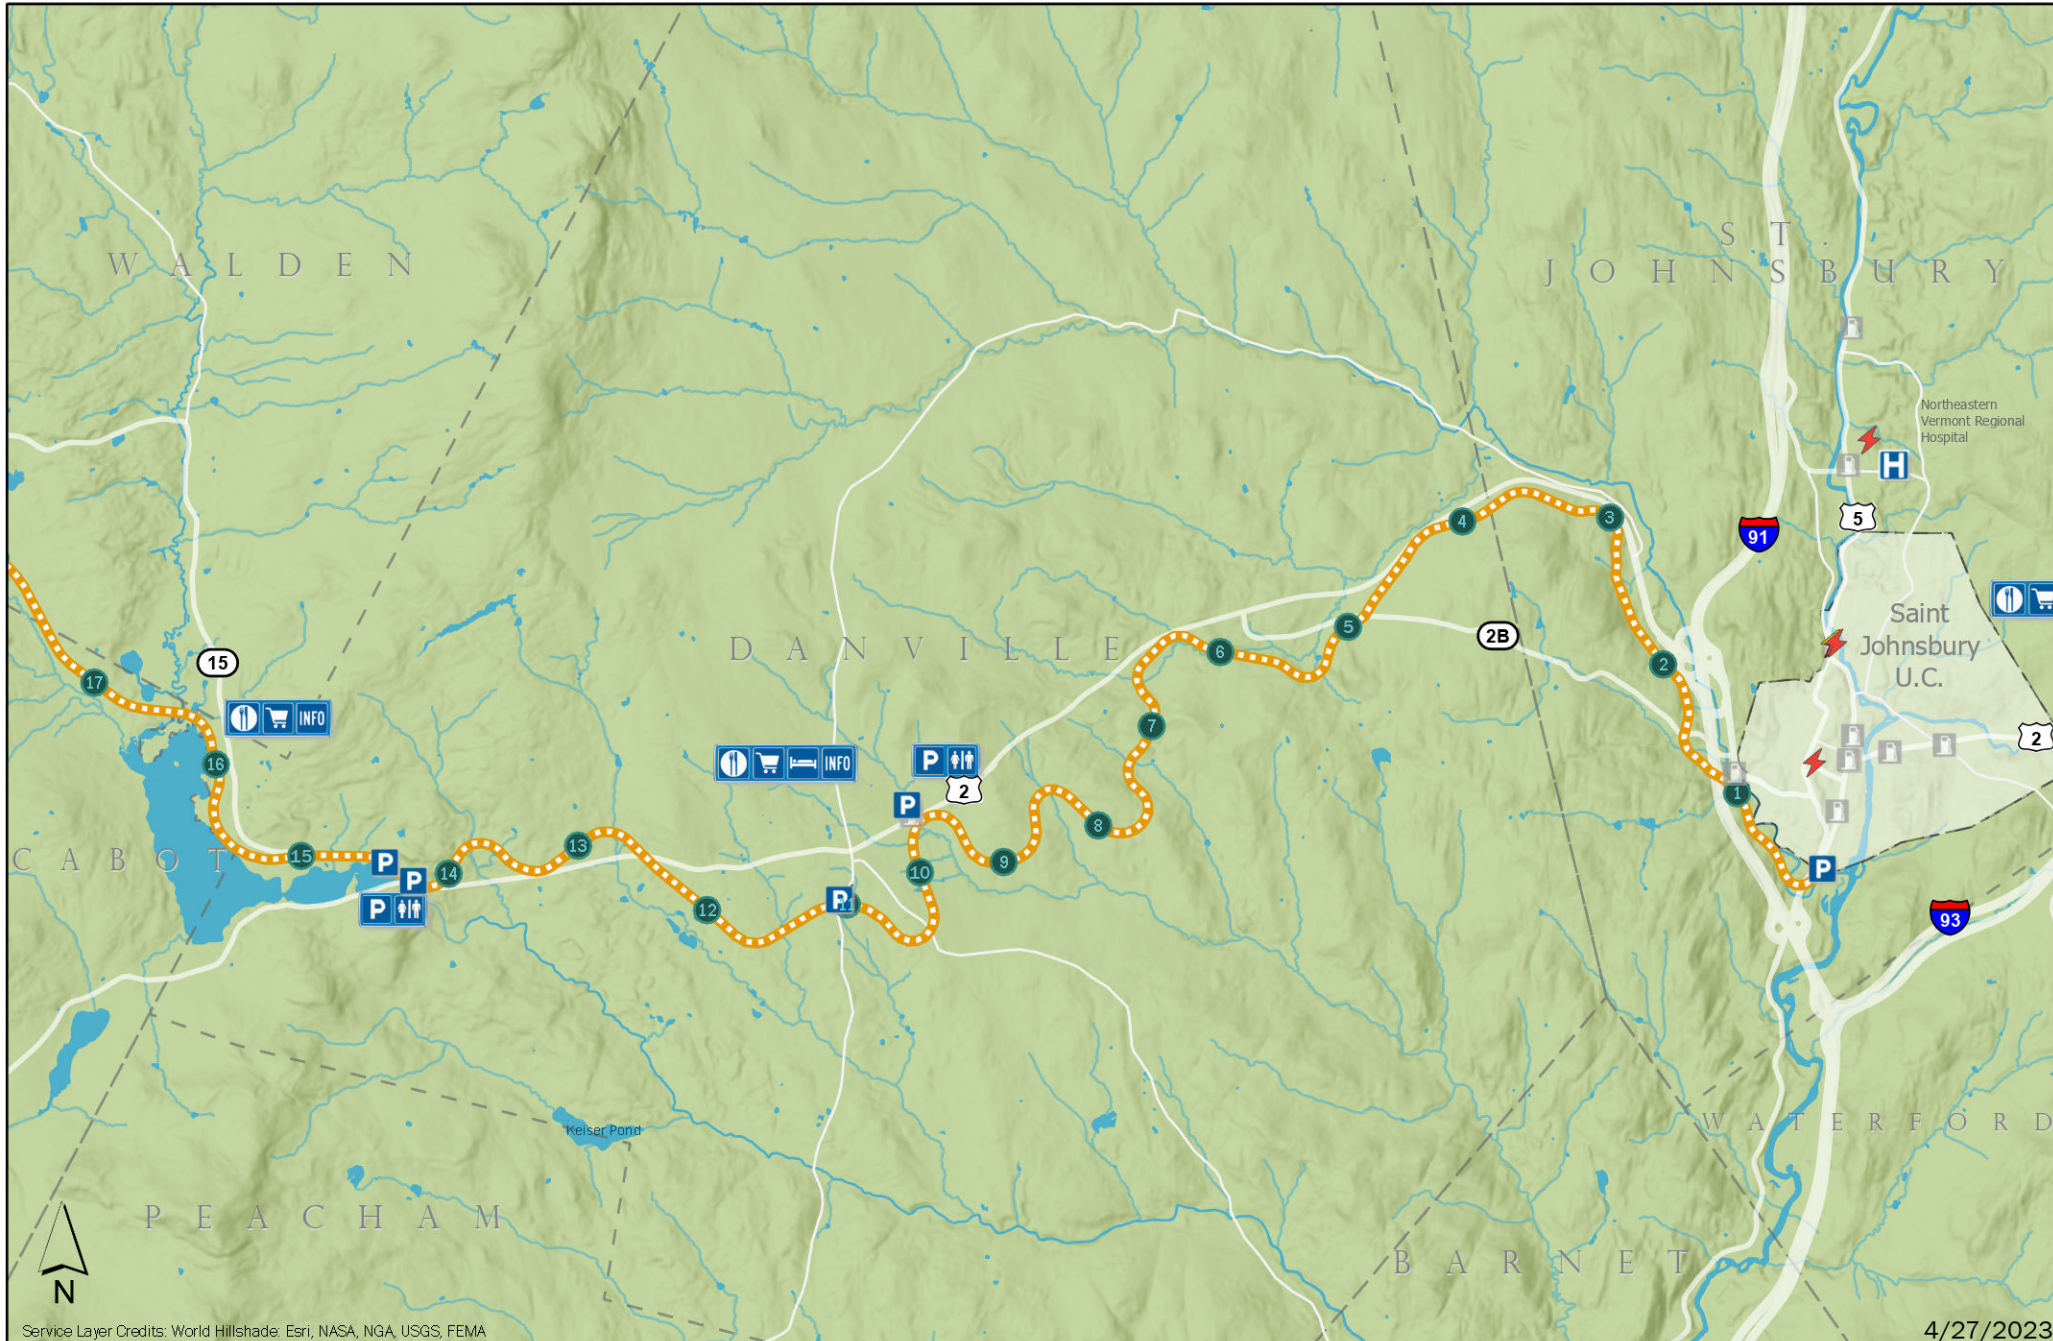 WALDEN
ST.
JOHNSBURY
Northeastern
Vermont Regional
Hospital
H
5
91
3
4
Saint
Johnsbury
U.C.
5
2B
DANVILLE
6
2
15
17
INFO
7
2
16
INFO
P
2
1
P
8
CABOT
15
P
13
9
P
14
10
P
P
11
12
93
Keiser Pond
WATERFORD
PEACHAM
BARNET
N
Service Layer Credits: World Hillshade: Esri, NASA, NGA, USGS, FEMA
4/27/2023